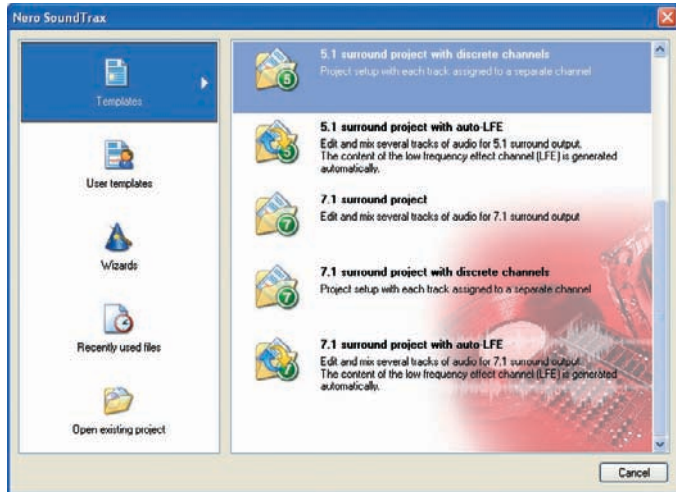 Nero SoundTrax
Templates
User templates
Wizards
Recently used files
Open existing project
5.1 surround project with discrete channels
Project setup with each track assigned to a separate channel
5.1 surround project with auto-LFE
Edit and mix several tracks of audio for 5.1 surround output.
The content of the low frequency effect channel (LFE) is generated
automatically.
7.1 surround project
Edit and mix several tracks of audio for 7.1 surround output
7.1 surround project with discrete channels
Project setup with each track assigned to a separate channel
7.1 surround project with auto-LFE
Edit and mix several tracks of audio for 7.1 surround output.
The content of the low frequency effect channel (LFE) is generated
automatically.
Cancel